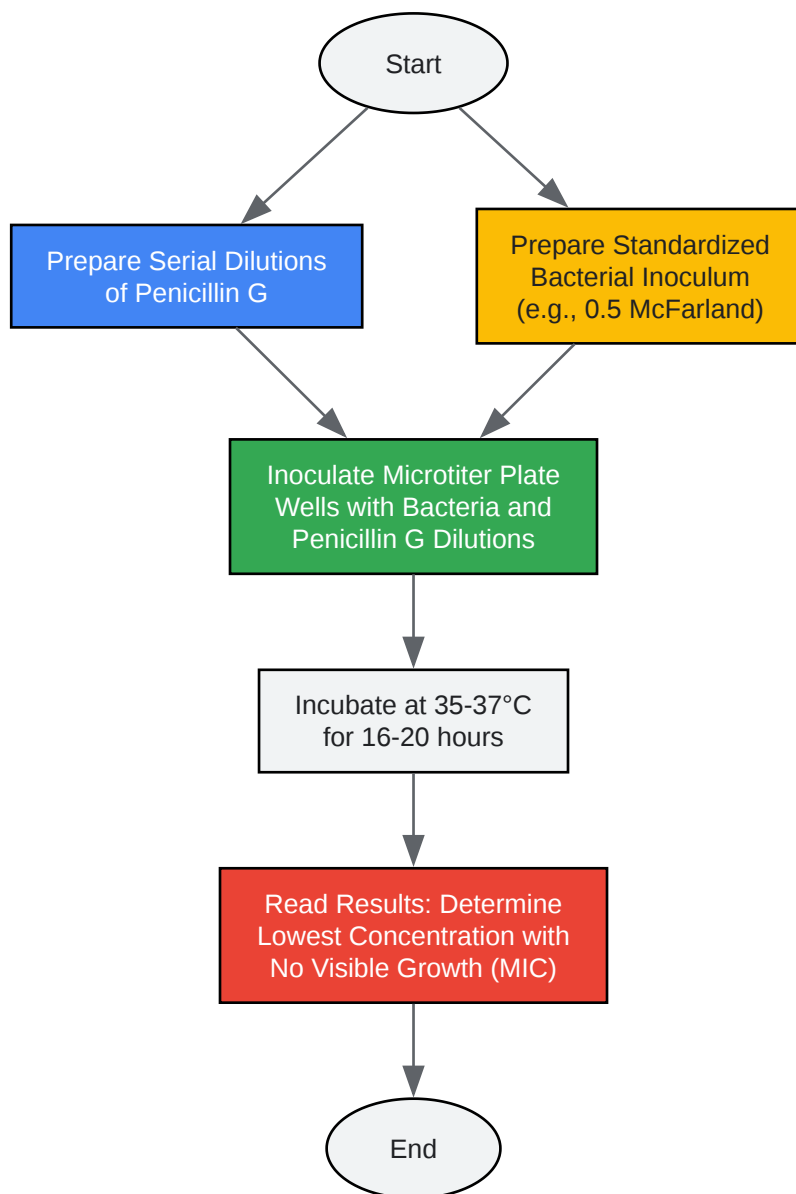 Start
Prepare Serial Dilutions
of Penicillin G
Prepare Standardized
Bacterial Inoculum
(e.g., 0.5 McFarland)
Inoculate Microtiter Plate
Wells with Bacteria and
Penicillin G Dilutions
Incubate at 35-37°C
for 16-20 hours
Read Results: Determine
Lowest Concentration with
No Visible Growth (MIC)
End